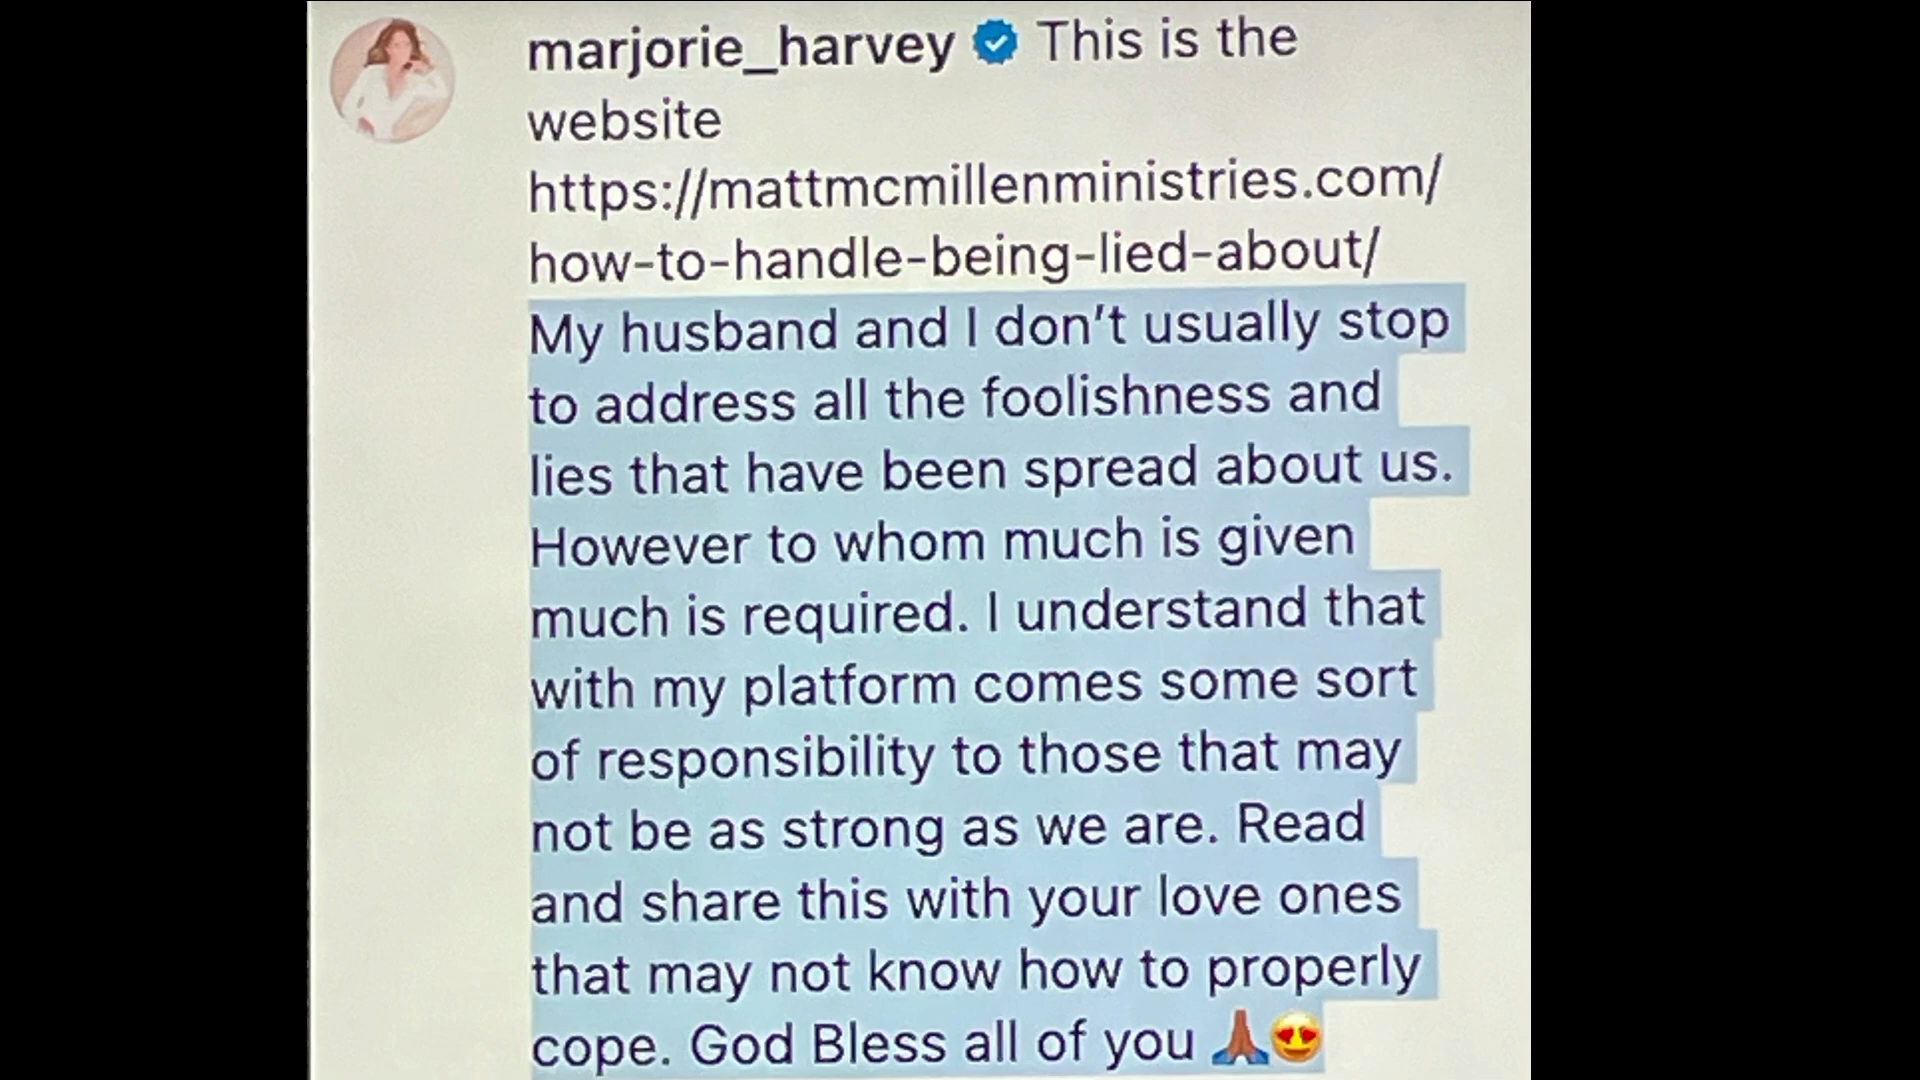 marjorie_harvey This is the
website
https://mattmcmillenministries.com/
how-to-handle-being-lied-about/
My husband and I don't usually stop
to address all the foolishness and
lies that have been spread about us.
However to whom much is given
much is required. I understand that
with my platform comes some sort
of responsibility to those that may
not be as strong as we are. Read
and share this with your love ones
that may not know how to properly
cope. God Bless all of you 🙏🏾😍